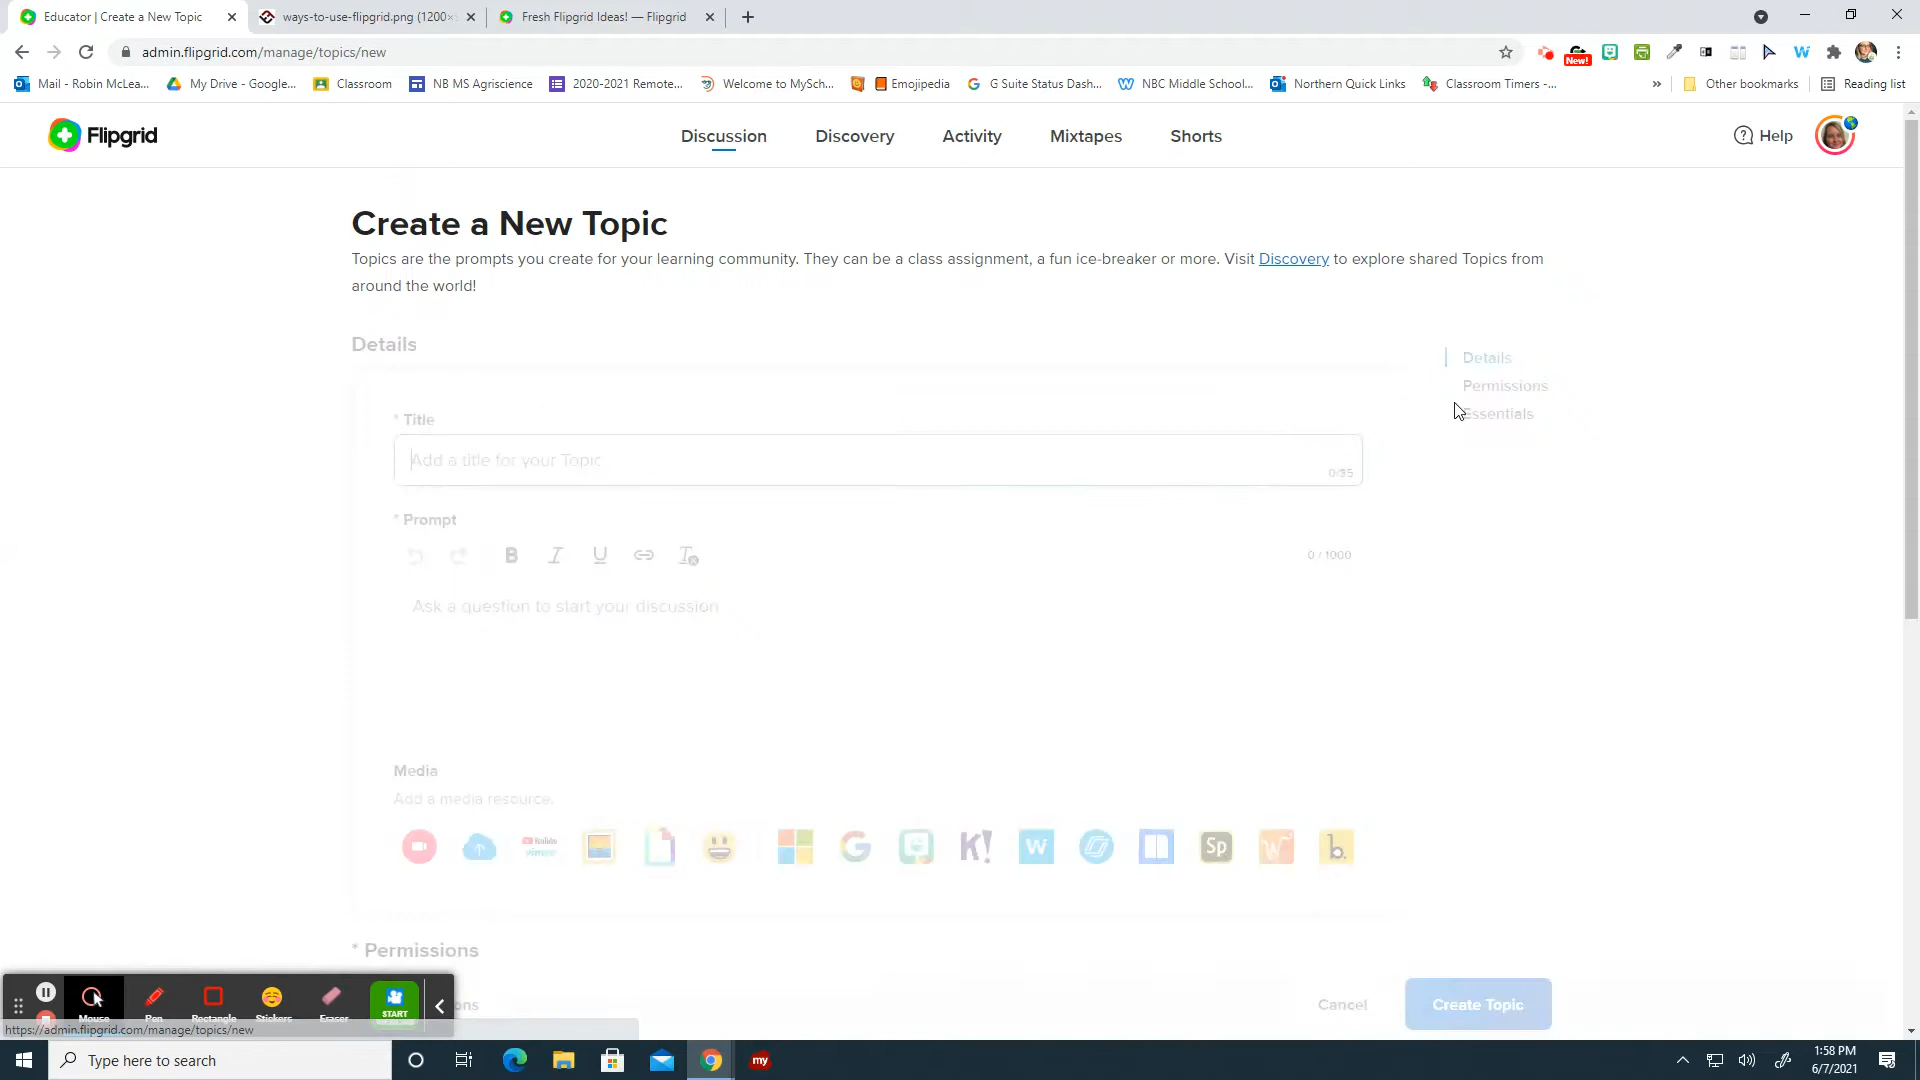 Educator | Create a New Topic
ways-to-use-flipgrid.png (1200×
Fresh Flipgrid Ideas! — Flipgrid
admin.flipgrid.com/manage/topics/new
New!
Mail - Robin McLea...
My Drive - Google...
Classroom
NB MS Agriscience
2020-2021 Remote...
Welcome to MySch...
Emojipedia
G Suite Status Dash...
NBC Middle School...
Northern Quick Links
Classroom Timers -...
»
Other bookmarks
Reading list
Flipgrid
Discussion
Discovery
Activity
Mixtapes
Shorts
Help
Create a New Topic
Topics are the prompts you create for your learning community. They can be a class assignment, a fun ice-breaker or more. Visit Discovery to explore shared Topics from
around the world!
Details
Details
Permissions
Essentials
* Title
Add a title for your Topic
0/35
* Prompt
0 / 1000
Ask a question to start your discussion
Media
Add a media resource.
YouTube
vimeo
K!
Sp
b.
* Permissions
Mouse
Pen
Rectangle
Stickers
Eraser
START
ons
Cancel
Create Topic
https://admin.flipgrid.com/manage/topics/new
Type here to search
my
1:58 PM
6/7/2021